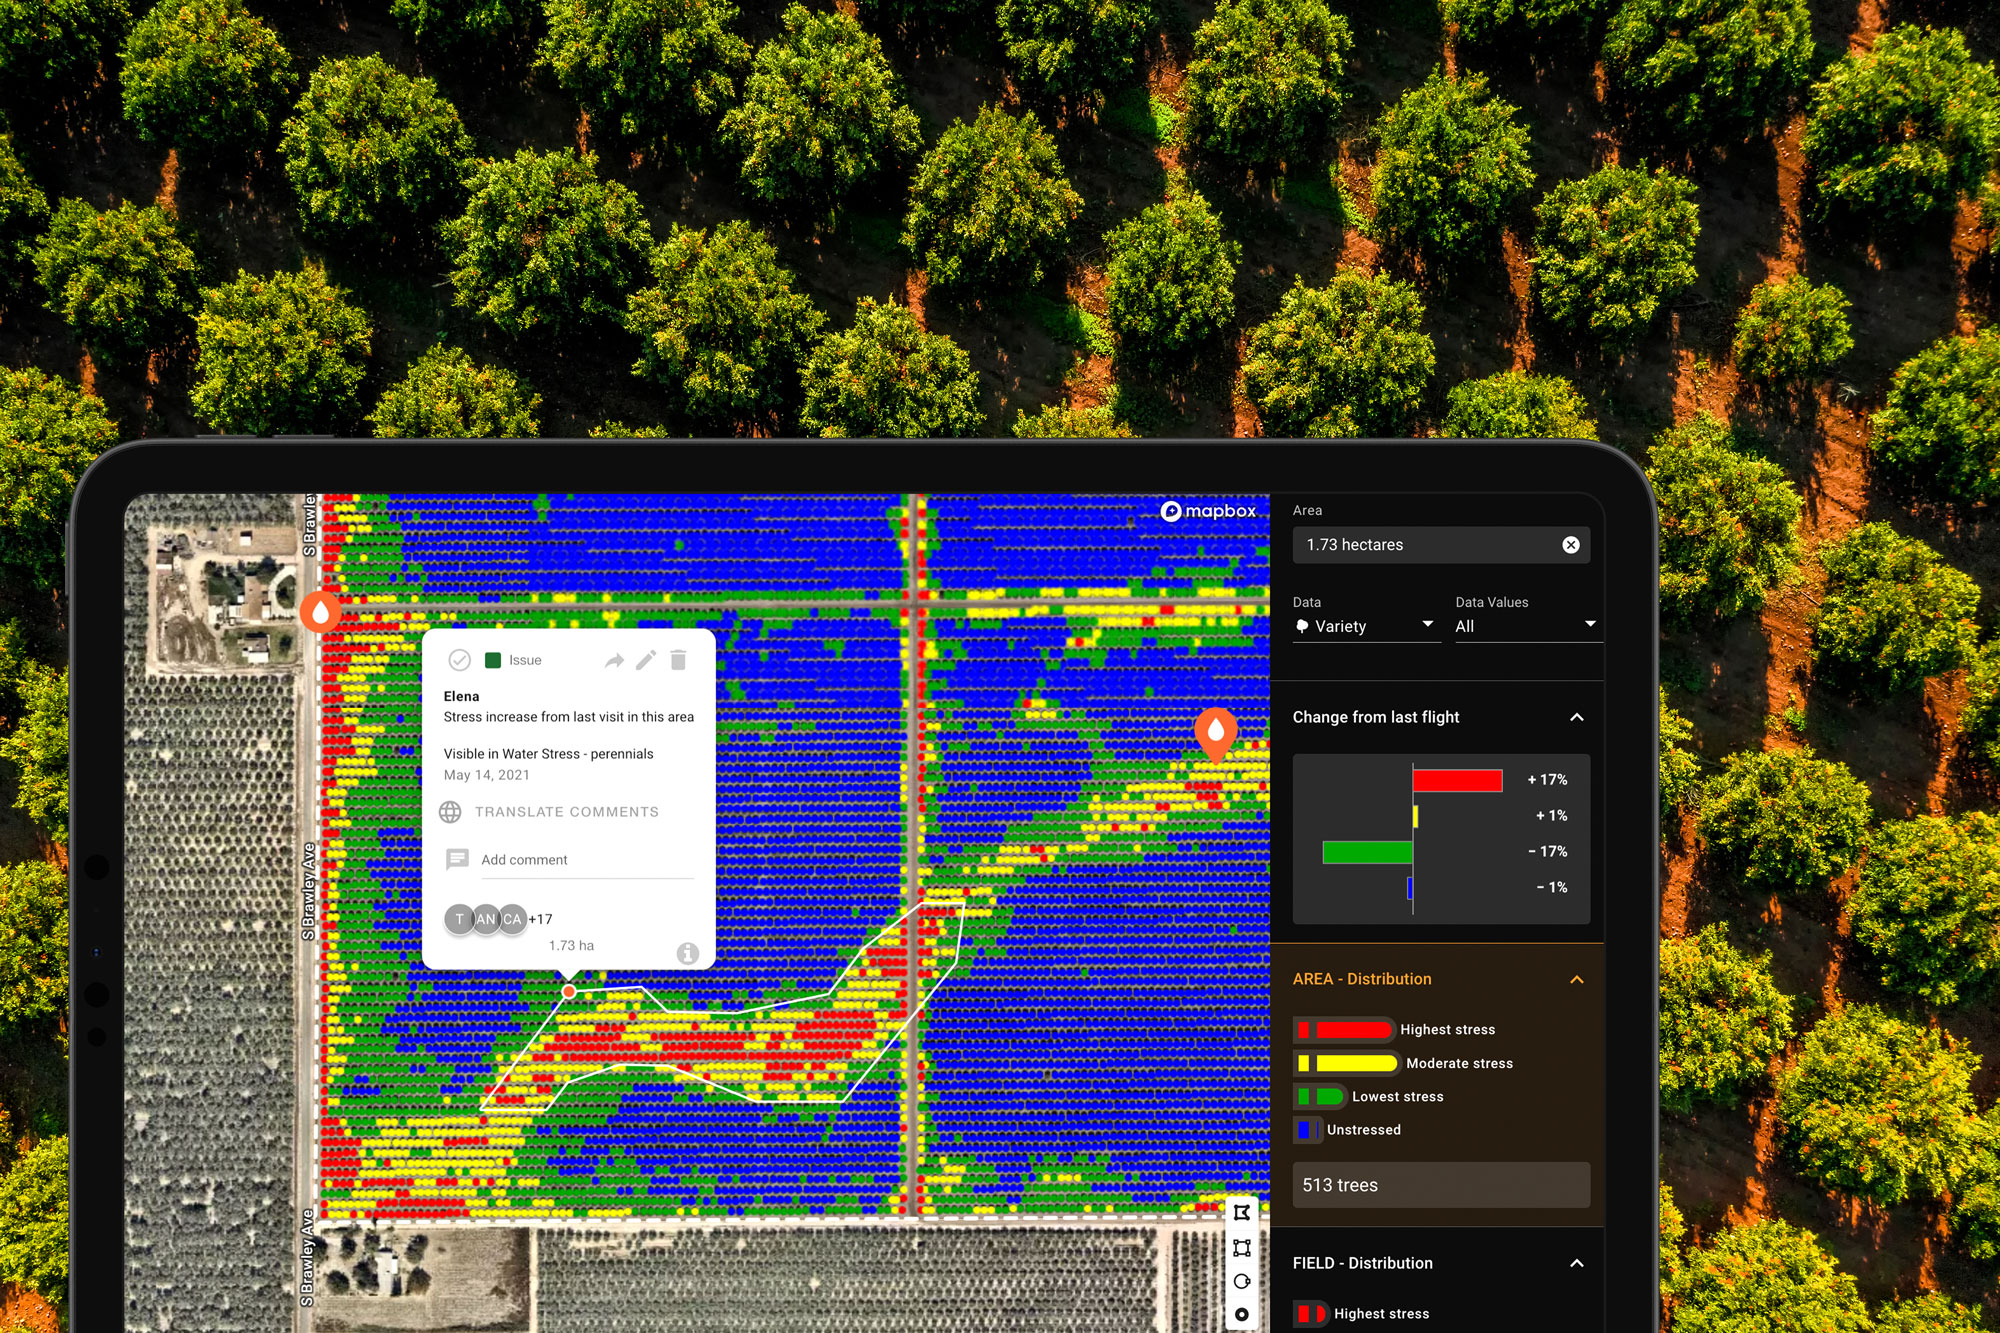 S Brawley
S Brawley Ave
S Brawley Ave
mapbox
Issue
Elena
Stress increase from last visit in this area
Visible in Water Stress - perennials
May 14, 2021
TRANSLATE COMMENTS
Add comment
T AN CA +17
1.73 ha
Area
1.73 hectares
Data Data Values
Variety All
Change from last flight
+ 17%
+ 1%
− 17%
− 1%
AREA - Distribution
Highest stress
Moderate stress
Lowest stress
Unstressed
513 trees
FIELD - Distribution
Highest stress